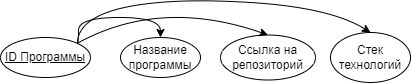 ID Программы
Название
программы
Ссылка на
репозиторий
Стек
технологий